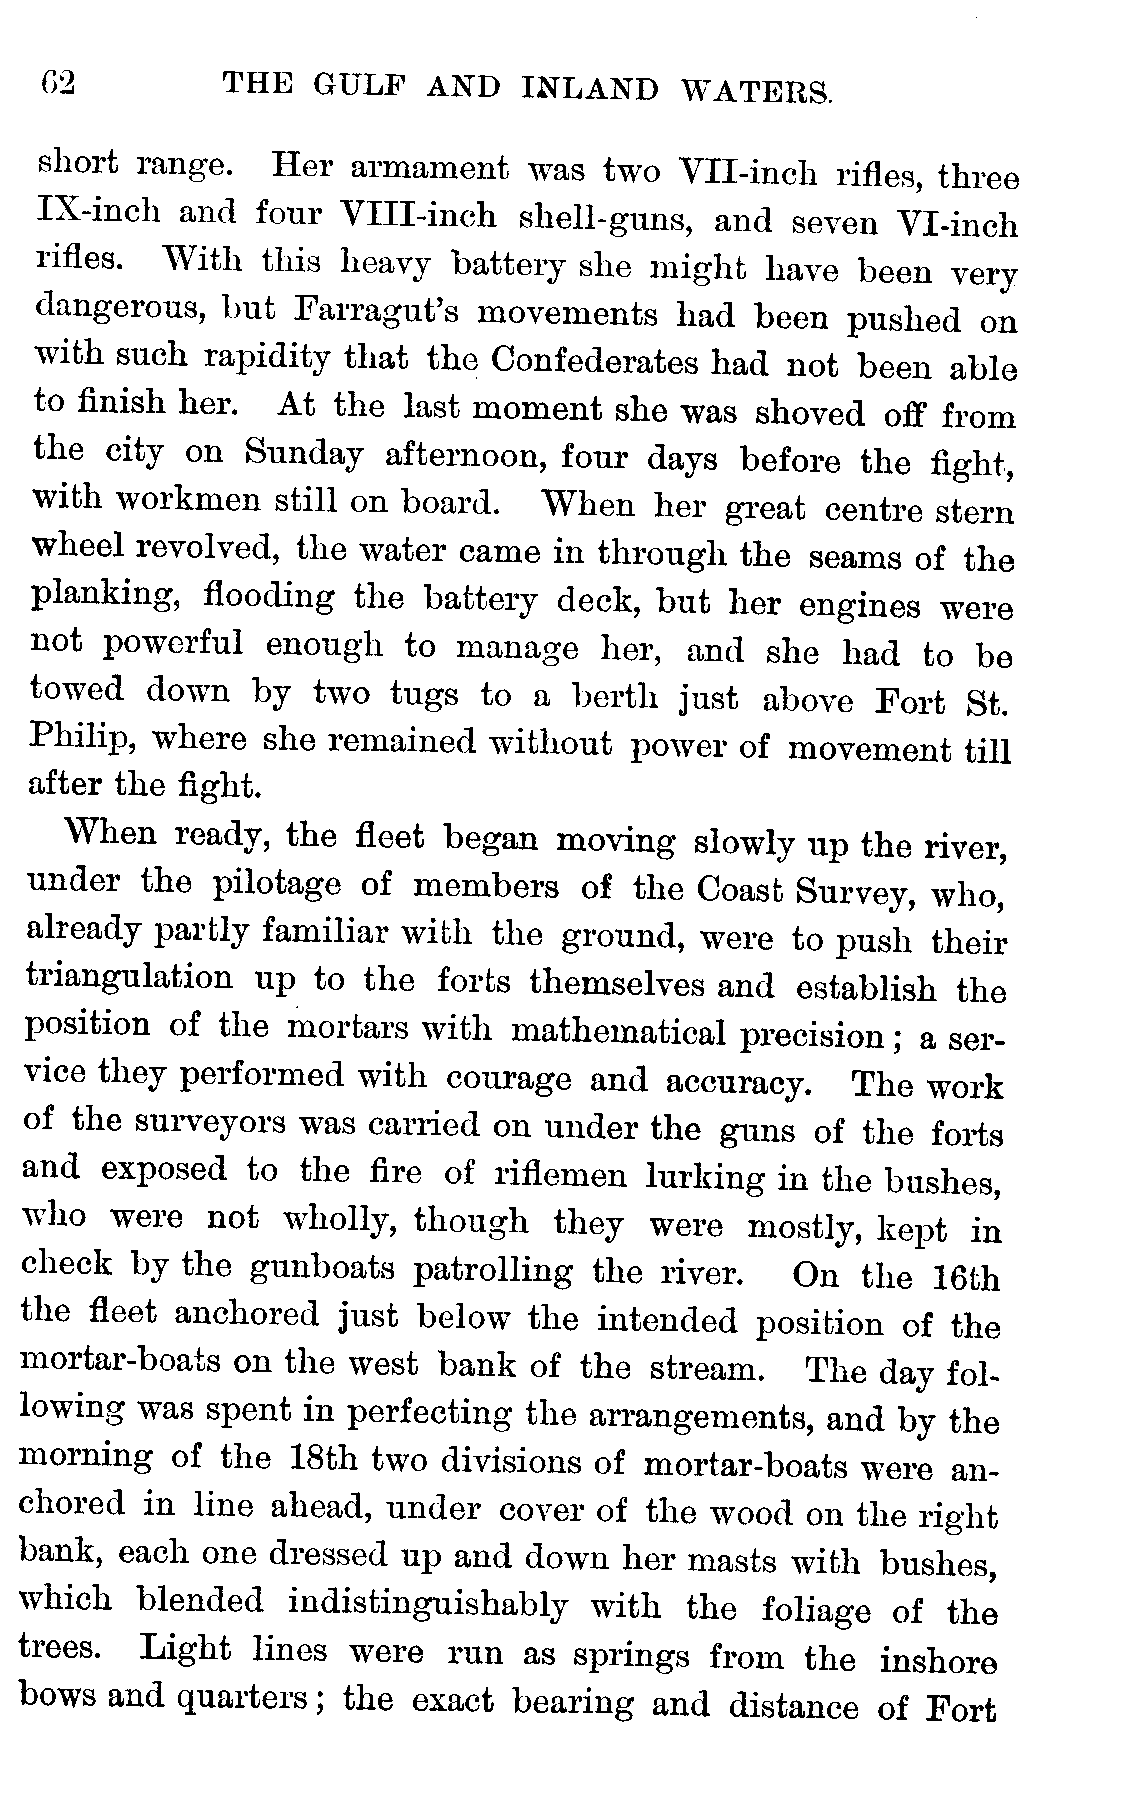 62 THE GULF AND INLAND WATERS.
short range. Her armament was two VII-inch rifles, three
IX-inch and four VIII-inch shell-guns, and seven VI-inch
rifles. With this heavy battery she might have been very
dangerous, but Farragut's movements had been pushed on
with such rapidity that the Confederates had not been able
to finish her. At the last moment she was shoved off from
the city on Sunday afternoon, four days before the fight,
with workmen still on board. When her great centre stern
wheel revolved, the water came in through the seams of the
planking, flooding the battery deck, but her engines were
not powerful enough to manage her, and she had to be
towed down by two tugs to a berth just above Fort St.
Philip, where she remained without power of movement till
after the fight.
When ready, the fleet began moving slowly up the river,
under the pilotage of members of the Coast Survey, who,
already partly familiar with the ground, were to push their
triangulation up to the forts themselves and establish the
position of the mortars with mathematical precision; a ser-
vice they performed with courage and accuracy. The work
of the surveyors was carried on under the guns of the forts
and exposed to the fire of riflemen lurking in the bushes,
who were not wholly, though they were mostly, kept in
check by the gunboats patrolling the river. On the 16th
the fleet anchored just below the intended position of the
mortar-boats on the west bank of the stream. The day fol-
lowing was spent in perfecting the arrangements, and by the
morning of the 18th two divisions of mortar-boats were an-
chored in line ahead, under cover of the wood on the right
bank, each one dressed up and down her masts with bushes,
which blended indistinguishably with the foliage of the
trees. Light lines were run as springs from the inshore
bows and quarters; the exact bearing and distance of Fort